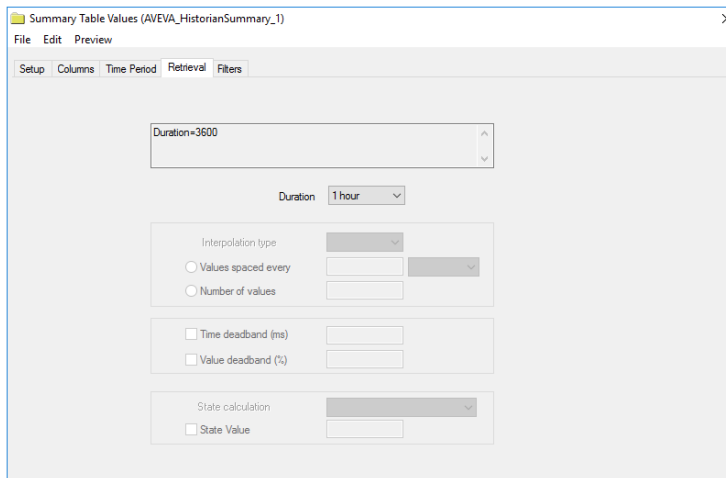 Summary Table Values (AVEVA_HistorianSummary_1)
File Edit Preview
Setup Columns Time Period Retrieval Filters
Duration=3600
Duration 1 hour
Interpolation type
Values spaced every
Number of values
Time deadband (ms)
Value deadband (%)
State calculation
State Value